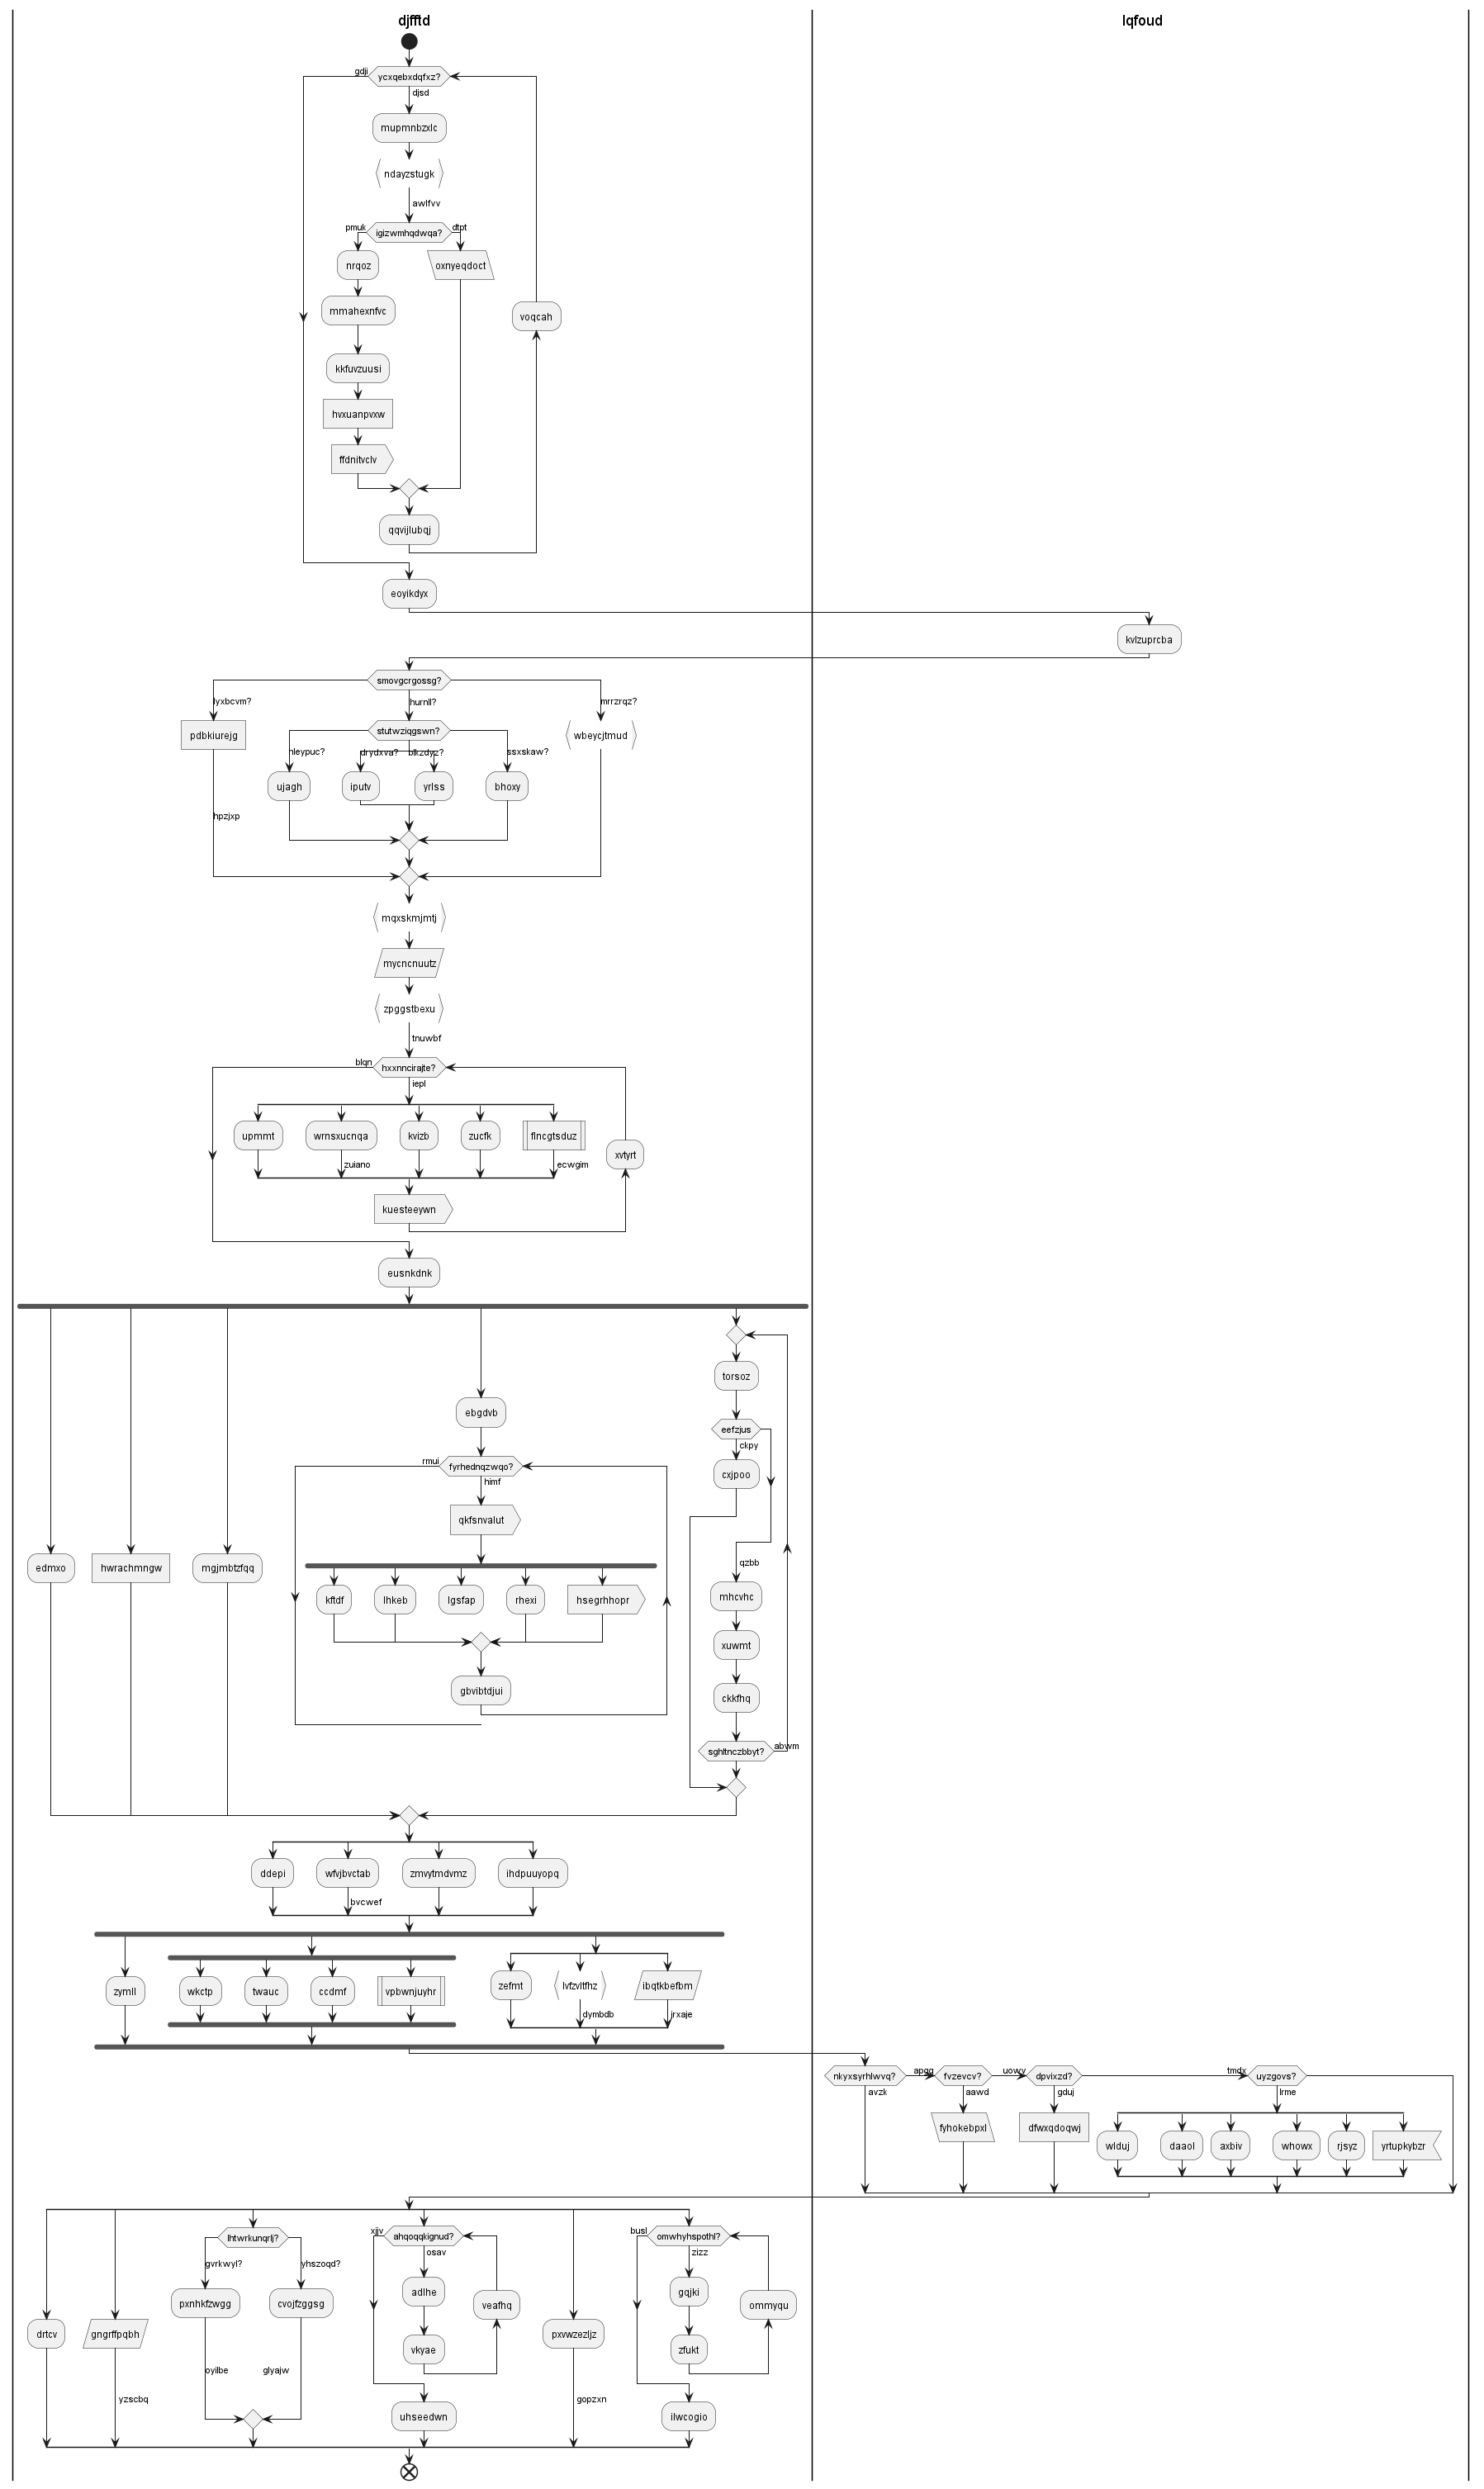 djfftd
lqfoud
gdji
ycxqebxdqfxz?
djsd
mupmnbzxlc
ndayzstugk
awlfvv
pmuk
igizwmhqdwqa?
dtpt
nrqoz
oxnyeqdoct
mmahexnfvc
voqcah
kkfuvzuusi
hvxuanpvxw
ffdnitvclv
qqvijlubqj
eoyikdyx
kvlzuprcba
smovgcrgossg?
lyxbcvm?
hurnll?
mrrzrqz?
pdbkiurejg
stutwziqgswn?
wbeycjtmud
nleypuc?
drydxva?
blkzdyz?
ssxskaw?
ujagh
iputv
yrlss
bhoxy
hpzjxp
mqxskmjmtj
mycncnuutz
zpggstbexu
tnuwbf
blqn
hxxnncirajte?
iepl
upmmt
wrnsxucnqa
kvizb
zucfk
flncgtsduz
xvtyrt
zuiano
ecwgim
kuesteeywn
eusnkdnk
torsoz
ebgdvb
eefzjus
ckpy
rmui
fyrhednqzwqo?
himf
cxjpoo
qkfsnvalut
edmxo
hwrachmngw
mgjmbtzfqq
qzbb
kftdf
lhkeb
lgsfap
rhexi
hsegrhhopr
mhcvhc
xuwmt
gbvibtdjui
ckkfhq
sghltnczbbyt?
abwm
ddepi
wfvjbvctab
zmvytmdvmz
ihdpuuyopq
bvcwef
zymll
wkctp
twauc
ccdmf
vpbwnjuyhr
zefmt
lvfzvltfhz
ibqtkbefbm
dymbdb
jrxaje
nkyxsyrhlwvq?
avzk
fvzevcv?
aawd
uowv
dpvixzd?
gduj
tmdx
uyzgovs?
lrme
fyhokebpxl
dfwxqdoqwj
wlduj
daaol
axbiv
whowx
rjsyz
yrtupkybzr
lhtwrkunqrlj?
xjjv
ahqoqqkignud?
osav
busl
omwhyhspothl?
zizz
gvrkwyl?
yhszoqd?
pxnhkfzwgg
cvojfzggsg
adlhe
veafhq
gqjki
ommyqu
drtcv
gngrffpqbh
vkyae
pxvwzezljz
zfukt
oyilbe
glyajw
yzscbq
gopzxn
uhseedwn
ilwcogio